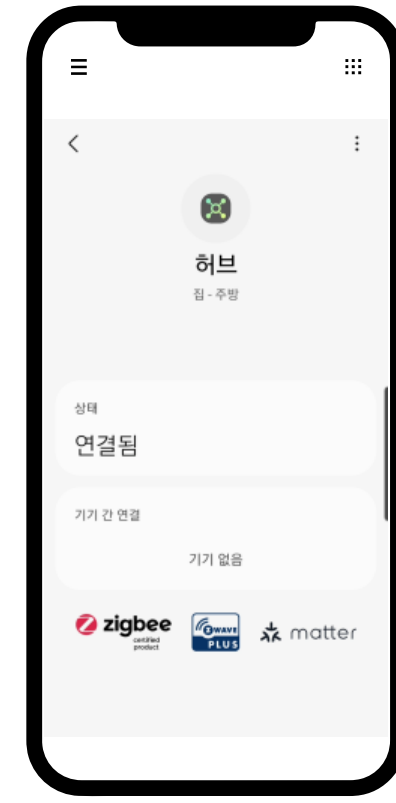 허브
집 - 주방
상태
연결됨
기기 간 연결
기기 없음
zigbee
certified
product
Z WAVE
PLUS
matter